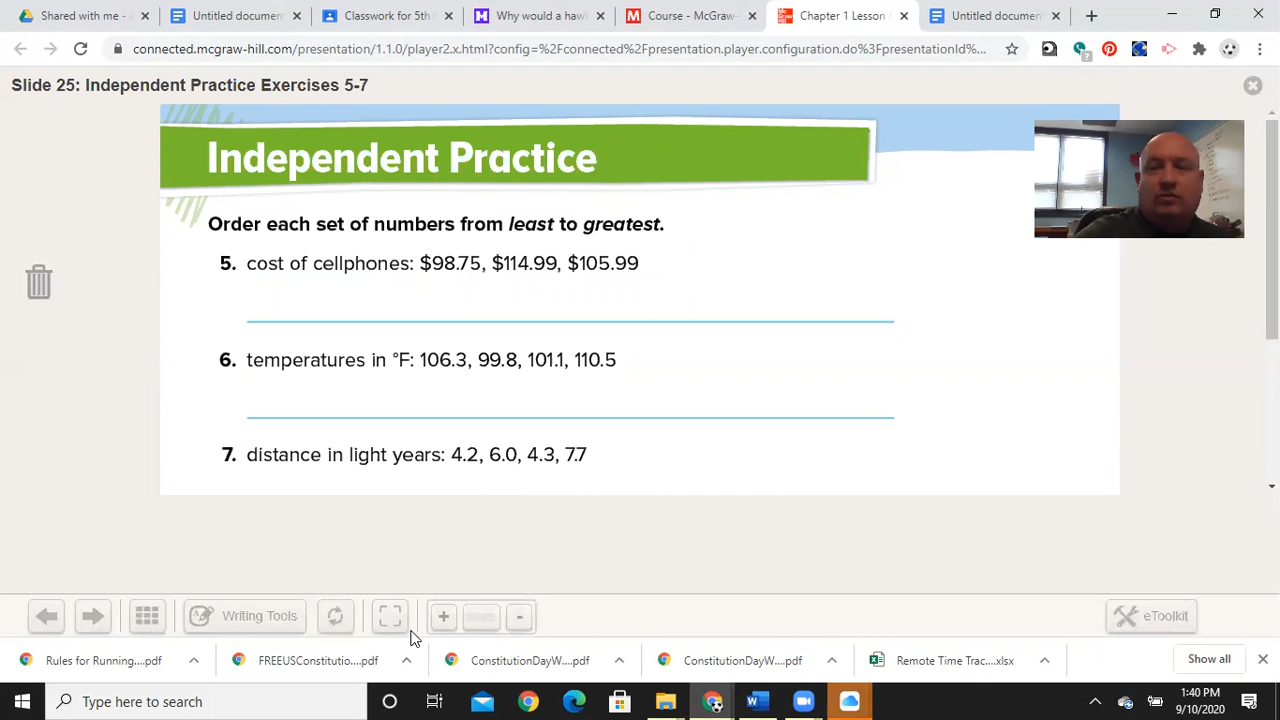 Shared with me -
Untitled documen
Classwork for 5th
Why would a hawk
Course - McGraw-
Chapter 1 Lesson
Untitled documen
connected.mcgraw-hill.com/presentation/1.1.0/player2.x.html?config=%2Fconnected%2Fpresentation.player.configuration.do%3FpresentationId%...
Slide 25: Independent Practice Exercises 5-7
Independent Practice
Order each set of numbers from least to greatest.
5. cost of cellphones: $98.75, $114.99, $105.99
6. temperatures in °F: 106.3, 99.8, 101.1, 110.5
7. distance in light years: 4.2, 6.0, 4.3, 7.7
Writing Tools
+
-
eToolkit
Rules for Running....pdf
FREEUSConstitutio....pdf
ConstitutionDayW....pdf
ConstitutionDayW....pdf
Remote Time Trac....xlsx
Show all
Type here to search
1:40 PM
9/10/2020